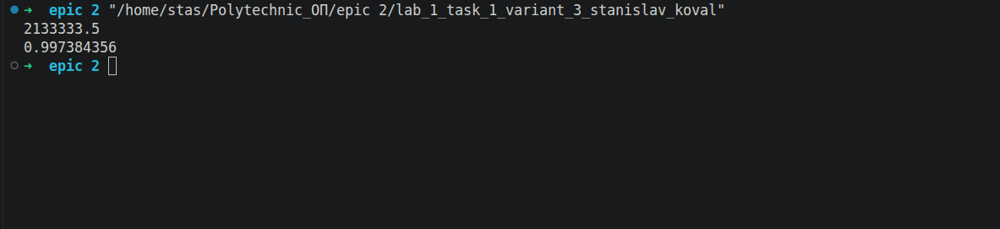 ➜ epic 2 "/home/stas/Polytechnic_ОП/epic 2/lab_1_task_1_variant_3_stanislav_koval"
2133333.5
0.997384356
➜ epic 2